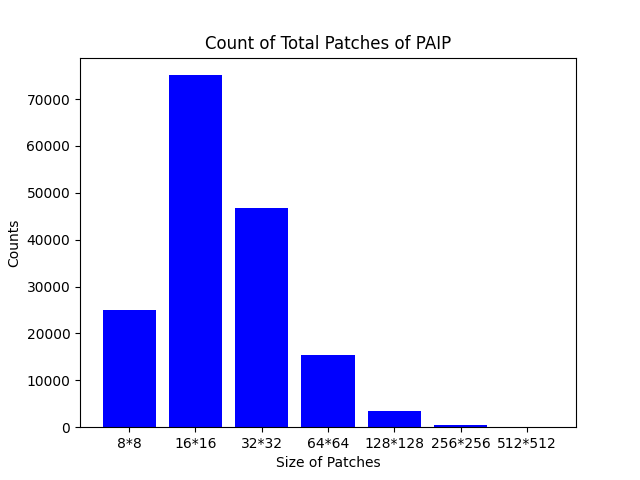 Count of Total Patches of PAIP
Counts
70000
60000
50000
40000
30000
20000
10000
0
8*8 16*16 32*32 64*64 128*128 256*256 512*512
Size of Patches